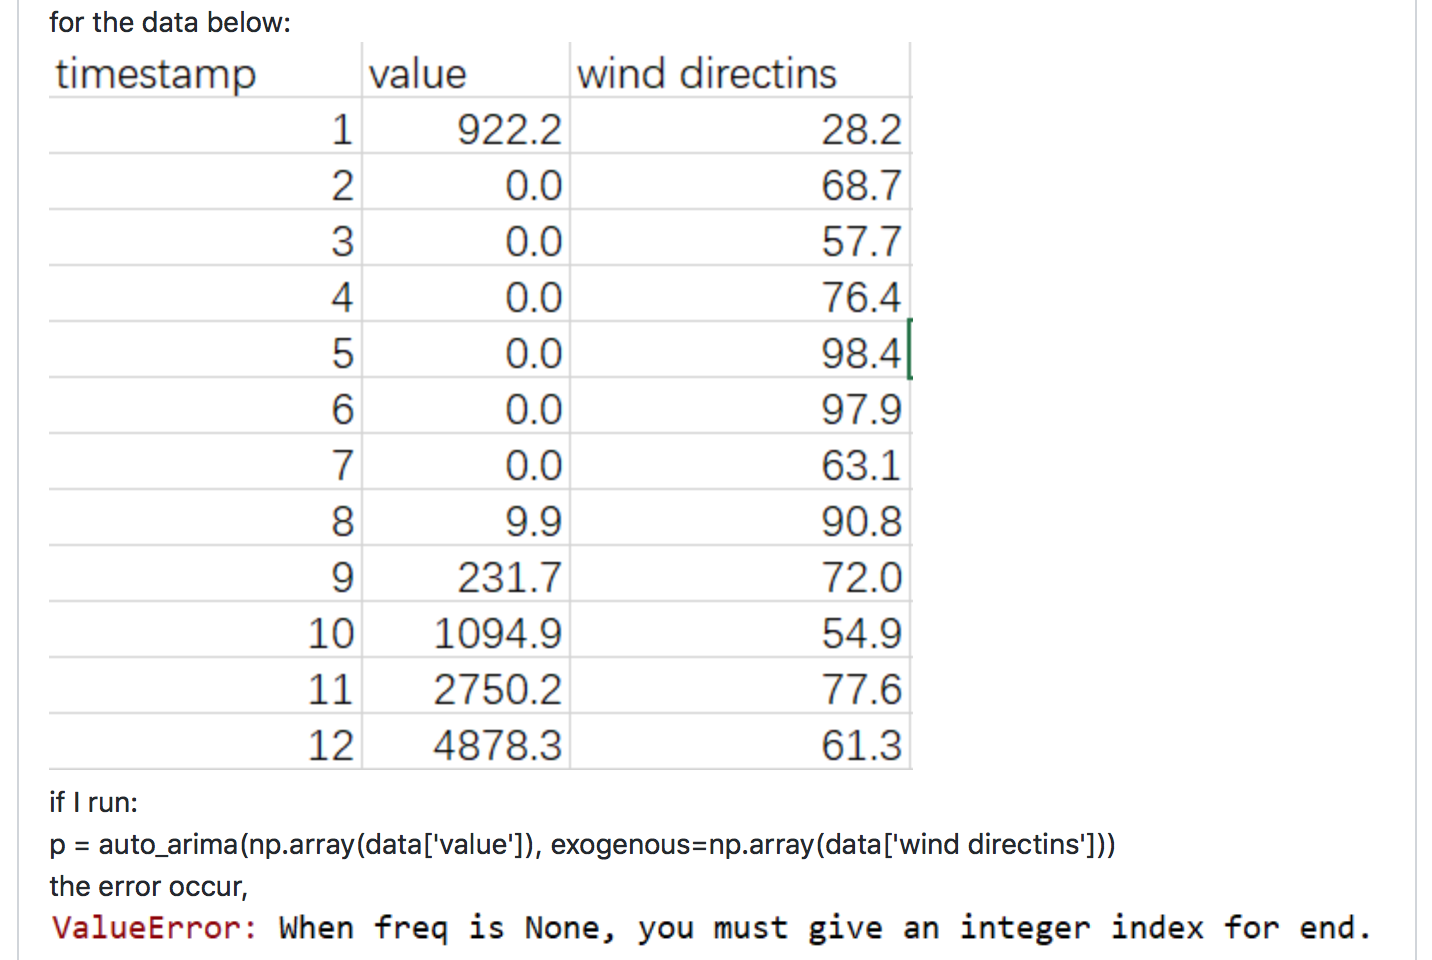 for the data below:
timestamp value wind directins
1 922.2 28.2
2 0.0 68.7
3 0.0 57.7
4 0.0 76.4
5 0.0 98.4
6 0.0 97.9
7 0.0 63.1
8 9.9 90.8
9 231.7 72.0
10 1094.9 54.9
11 2750.2 77.6
12 4878.3 61.3
if I run:
p = auto_arima(np.array(data['value']), exogenous=np.array(data['wind directins']))
the error occur,
ValueError: When freq is None, you must give an integer index for end.